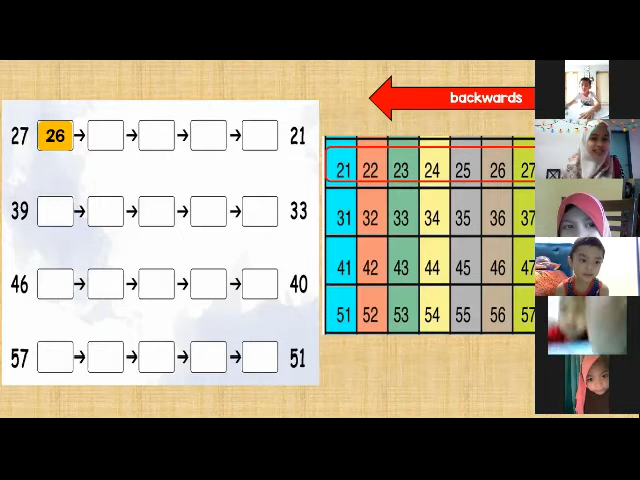 backwards
27 26 21
39 33
46 40
57 51
21 22 23 24 25 26 27
31 32 33 34 35 36 37
41 42 43 44 45 46 47
51 52 53 54 55 56 57